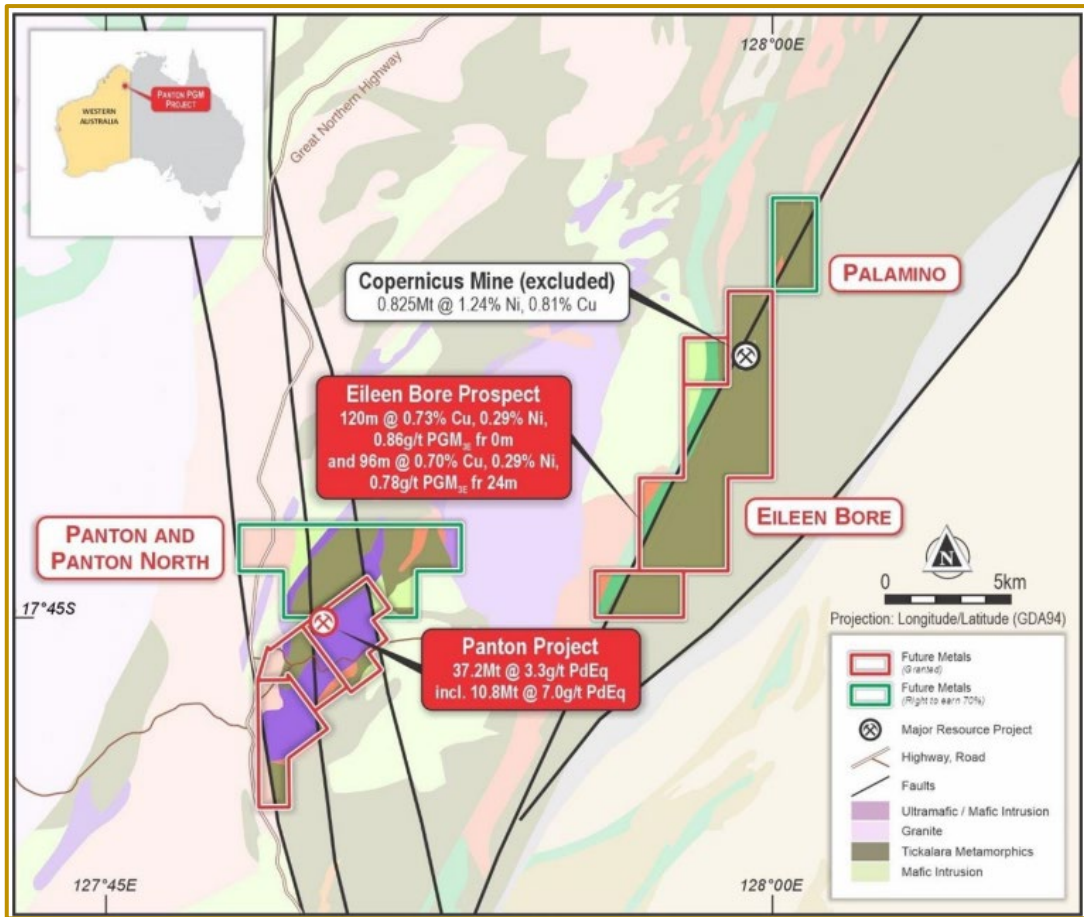 128°00E
WESTERN
AUSTRALIA
PANTON PGM
PROJECT
Great Northern Highway
PALAMINO
Copernicus Mine (excluded)
0.825Mt @ 1.24% Ni, 0.81% Cu
Eileen Bore Prospect
120m @ 0.73% Cu, 0.29% Ni,
0.86g/t PGM3E fr 0m
and 96m @ 0.70% Cu, 0.29% Ni,
0.78g/t PGM3E fr 24m
EILEEN BORE
PANTON AND
PANTON NORTH
N
0 5km
17°45S
Projection: Longitude/Latitude (GDA94)
Panton Project
37.2Mt @ 3.3g/t PdEq
incl. 10.8Mt @ 7.0g/t PdEq
Future Metals
(Granted)
Future Metals
(Right to earn 70%)
Major Resource Project
Highway, Road
Faults
Ultramafic / Mafic Intrusion
Granite
Tickalara Metamorphics
Mafic Intrusion
127°45E
128°00E